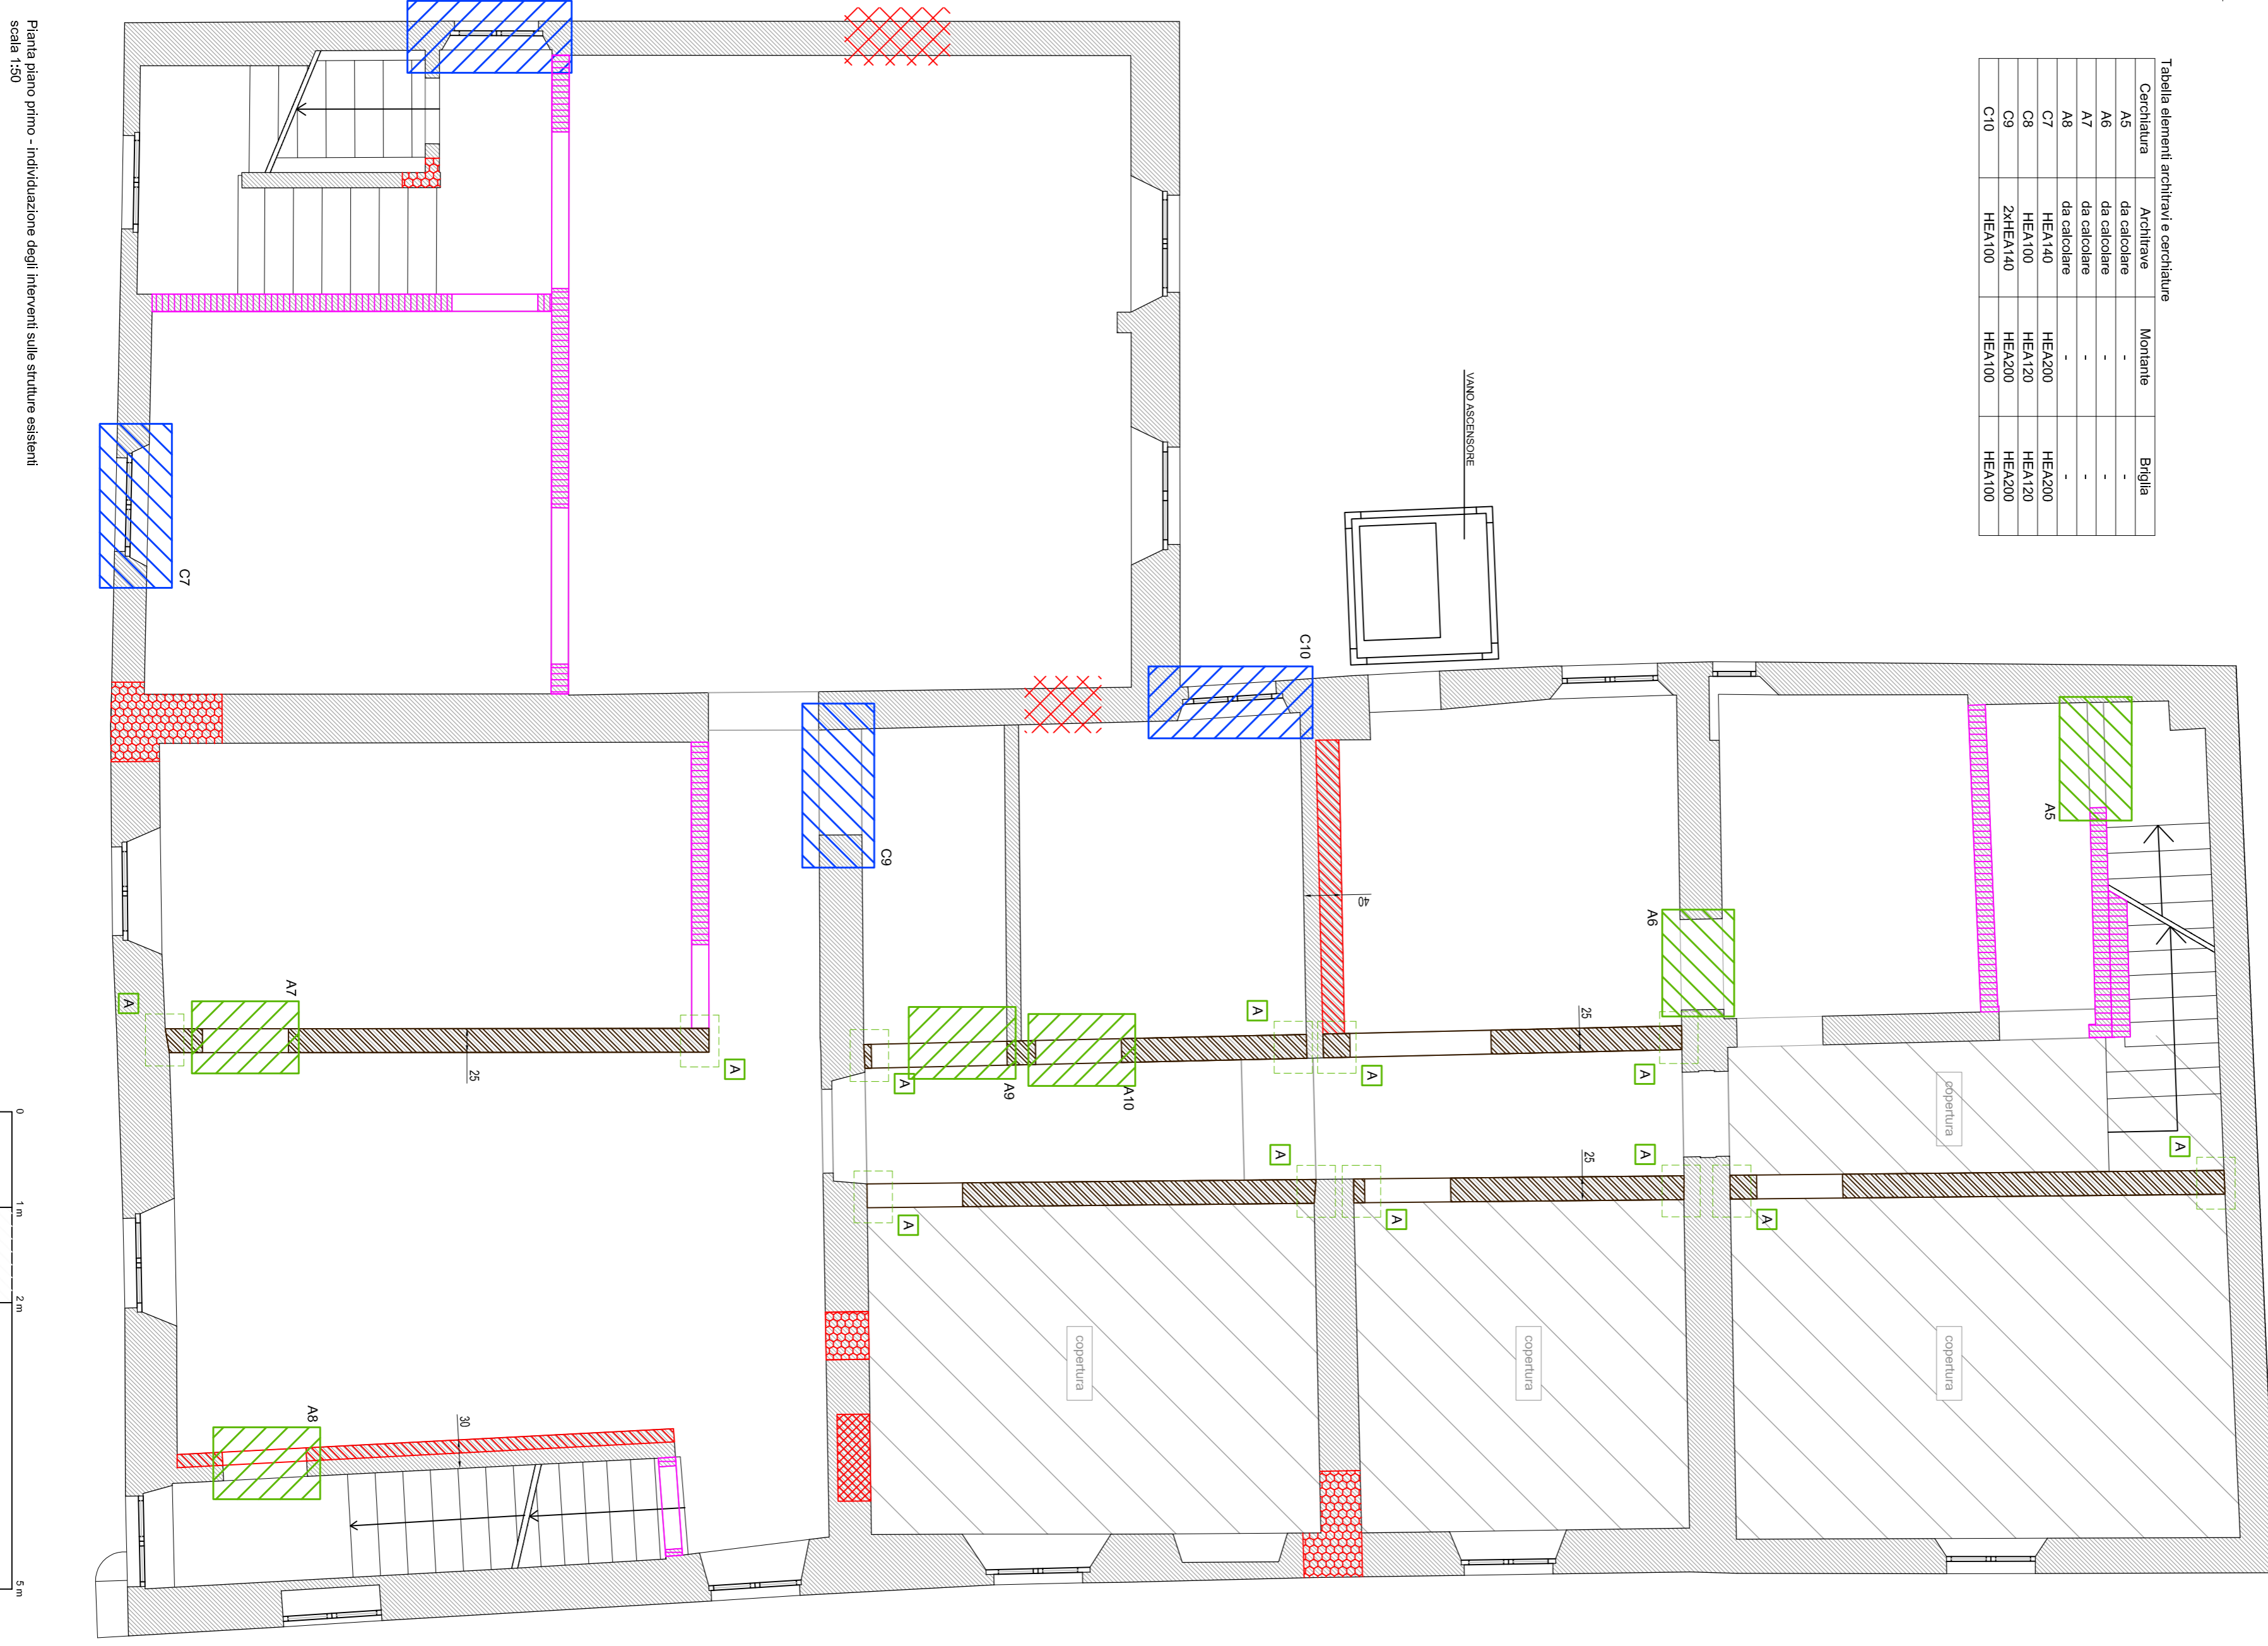 Tabella elementi architravi e cerchiature
Cerchiatura Architrave Montante Briglia
A5 da calcolare - -
A6 da calcolare - -
A7 da calcolare - -
A8 da calcolare - -
C7 HEA140 HEA200 HEA200
C8 HEA100 HEA120 HEA120
C9 2xHEA140 HEA200 HEA200
C10 HEA100 HEA100 HEA100
VANO ASCENSORE
C10
A5
A6
C9
C7
40
25
A
A
A
A
A
A10
A9
A
A7
25
A
A
copertura
A
25
A
A
A
A
A
copertura
copertura
copertura
30
A8
Pianta piano primo - individuazione degli interventi sulle strutture esistenti
scala 1:50
0 1 m 2 m 5 m